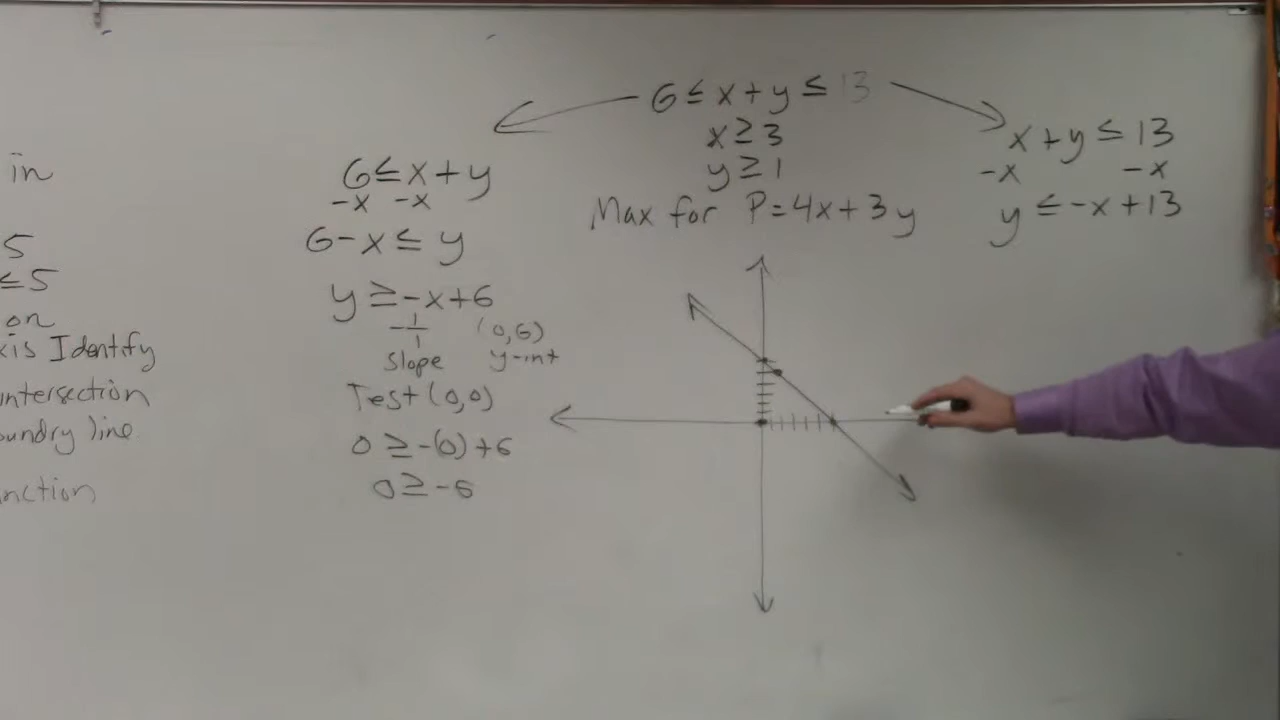 in
5
≤5
on
xis Identify
ntersection
oundry line
nction
6≤x+y
-x -x
6-x≤y
y≥-x+6
-1/1 (0,6)
Slope y-int
Test (0,0)
0≥-(0)+6
0≥-6
6≤x+y≤13
x≥3
y≥1
Max for P=4x+3y
x+y≤13
-x -x
y≤-x+13